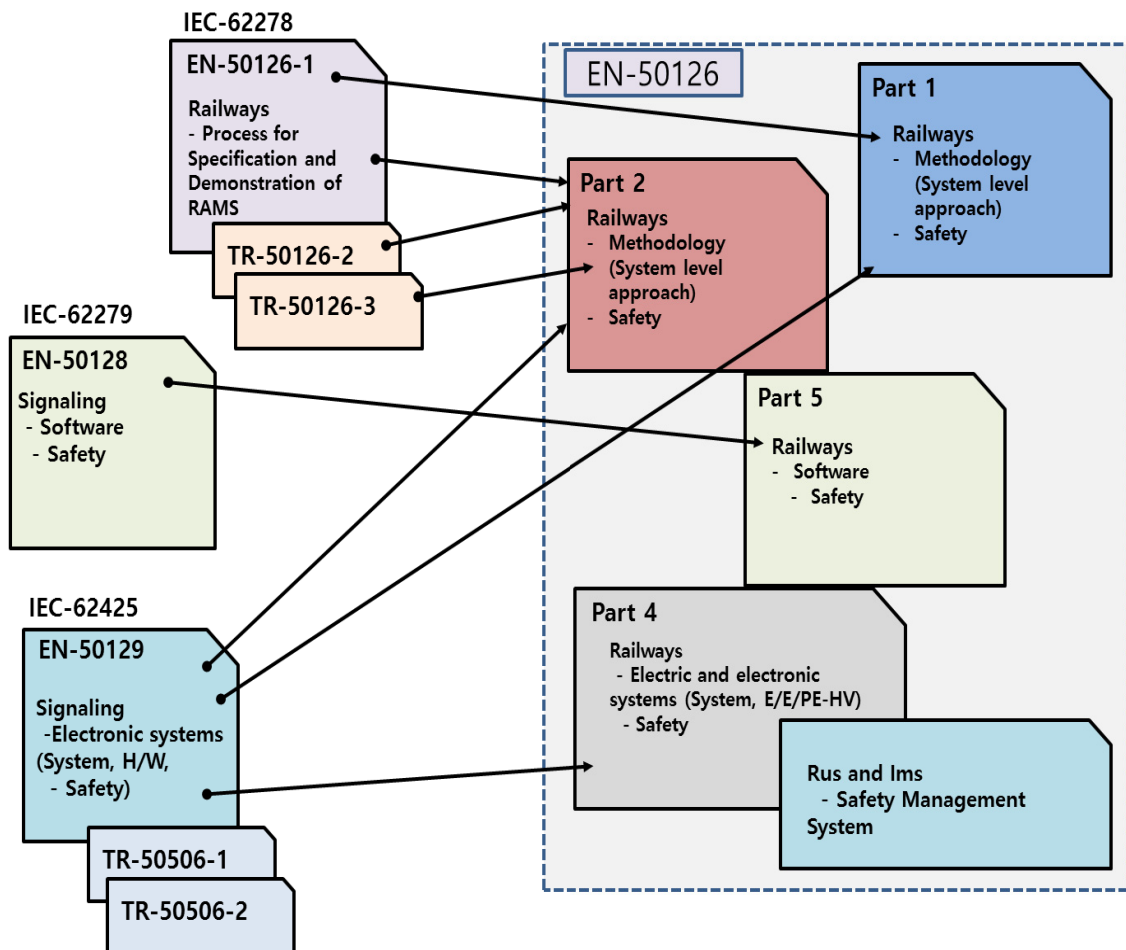 IEC-62278
EN-50126-1
Railways
- Process for
Specification and
Demonstration of
RAMS
TR-50126-2
TR-50126-3
IEC-62279
EN-50128
Signaling
- Software
- Safety
IEC-62425
EN-50129
Signaling
-Electronic systems
(System, H/W,
- Safety)
TR-50506-1
TR-50506-2
EN-50126
Part 1
Railways
- Methodology
(System level
approach)
- Safety
Part 2
Railways
- Methodology
(System level
approach)
- Safety
Part 5
Railways
- Software
- Safety
Part 4
Railways
- Electric and electronic
systems (System, E/E/PE-HV)
- Safety
Rus and Ims
- Safety Management
System